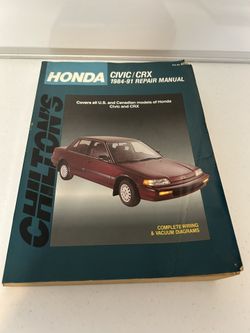 HONDA
CIVIC/CRX
1984-91 REPAIR MANUAL
Covers all U.S. and Canadian models of Honda
Civic and CRX
CHILTON'S
COMPLETE WIRING
& VACUUM DIAGRAMS